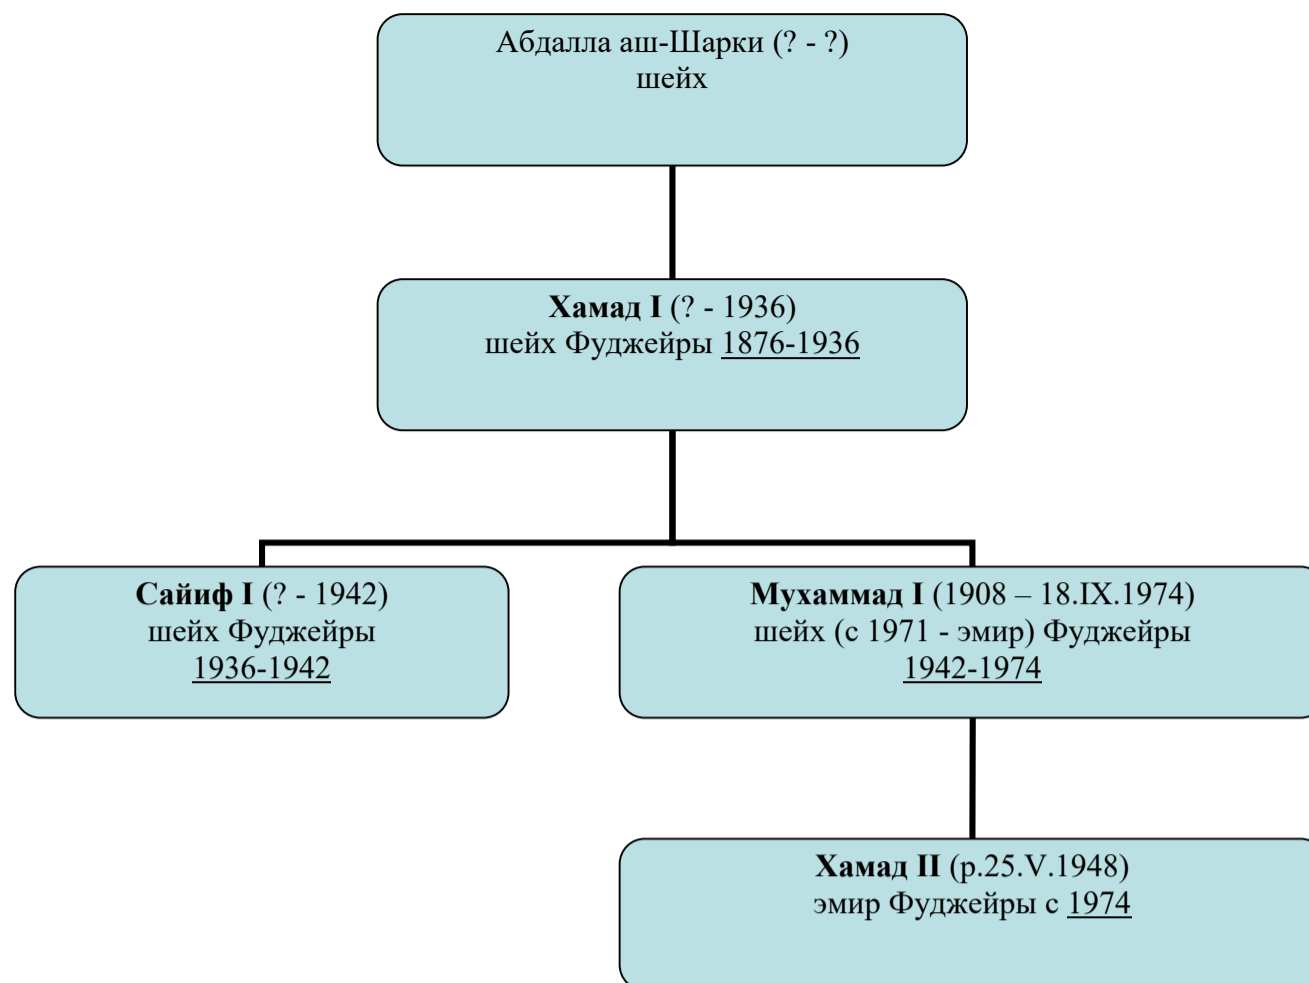 Абдалла аш-Шарки (? - ?)
шейх
Хамад I (? - 1936)
шейх Фуджейры 1876-1936
Сайиф I (? - 1942)
шейх Фуджейры
1936-1942
Мухаммад I (1908 – 18.IX.1974)
шейх (с 1971 - эмир) Фуджейры
1942-1974
Хамад II (р.25.V.1948)
эмир Фуджейры с 1974